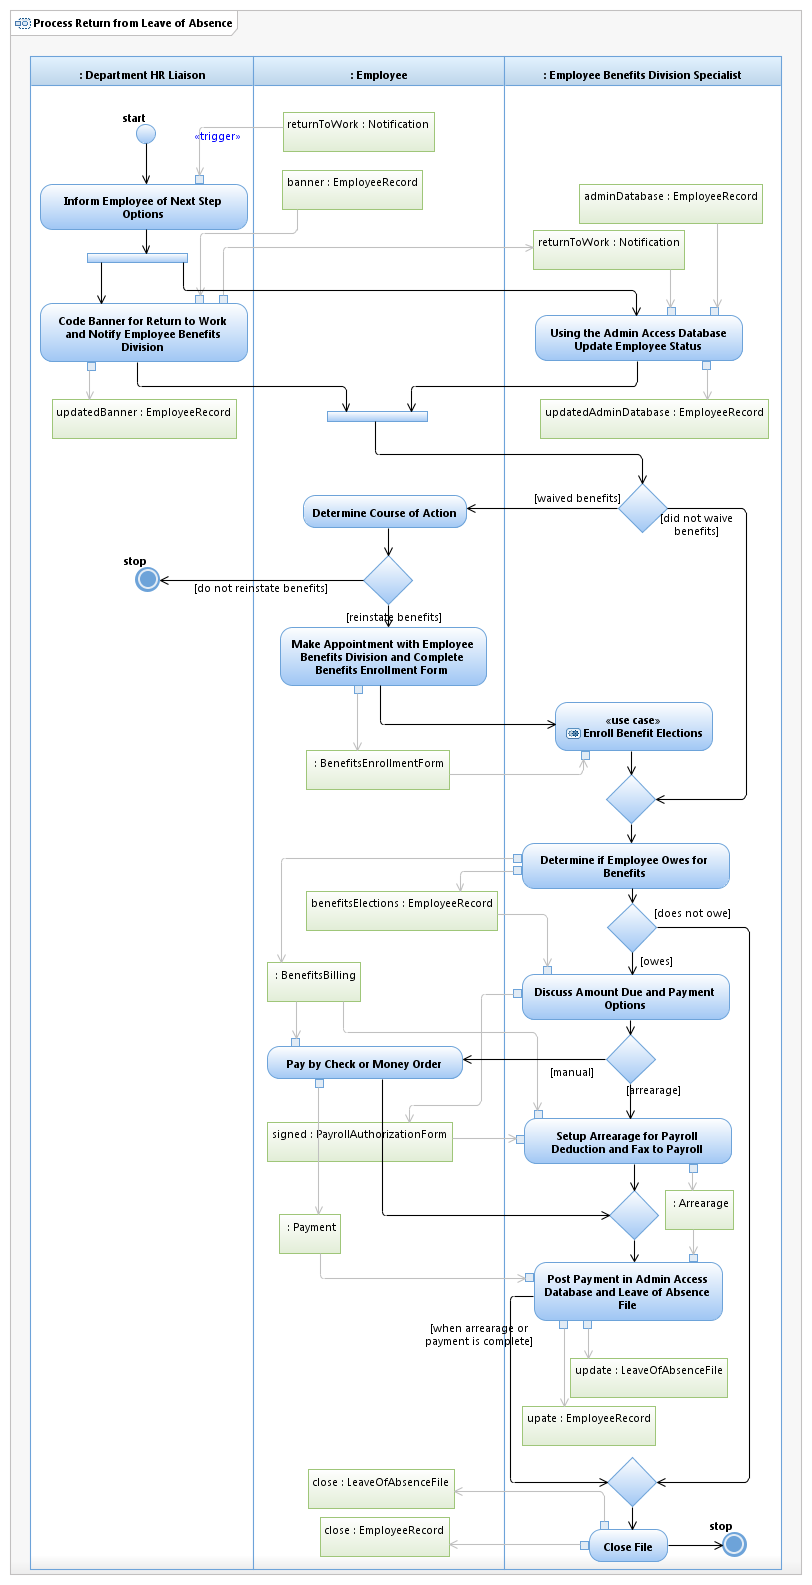 Process Return from Leave of Absence
: Department HR Liaison
: Employee
: Employee Benefits Division Specialist
start
«trigger»
returnToWork : Notification
banner : EmployeeRecord
adminDatabase : EmployeeRecord
Inform Employee of Next Step
Options
returnToWork : Notification
Code Banner for Return to Work
and Notify Employee Benefits
Division
Using the Admin Access Database
Update Employee Status
updatedBanner : EmployeeRecord
updatedAdminDatabase : EmployeeRecord
[waived benefits]
Determine Course of Action
[did not waive
benefits]
stop
[do not reinstate benefits]
[reinstate benefits]
Make Appointment with Employee
Benefits Division and Complete
Benefits Enrollment Form
«use case»
Enroll Benefit Elections
: BenefitsEnrollmentForm
Determine if Employee Owes for
Benefits
benefitsElections : EmployeeRecord
[does not owe]
[owes]
: BenefitsBilling
Discuss Amount Due and Payment
Options
Pay by Check or Money Order
[manual]
[arrearage]
signed : PayrollAuthorizationForm
Setup Arrearage for Payroll
Deduction and Fax to Payroll
: Arrearage
: Payment
Post Payment in Admin Access
Database and Leave of Absence
File
[when arrearage or
payment is complete]
update : LeaveOfAbsenceFile
upate : EmployeeRecord
close : LeaveOfAbsenceFile
close : EmployeeRecord
Close File
stop